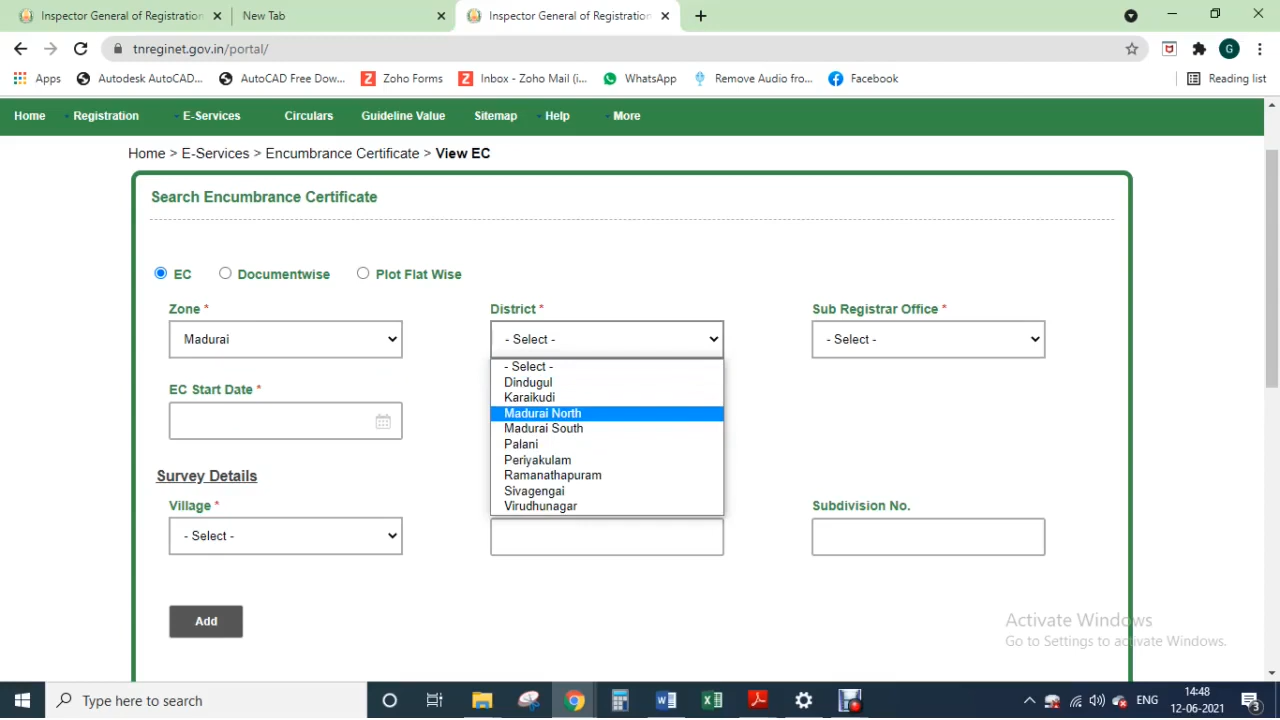 Inspector General of Registration
New Tab
Inspector General of Registration
tnreginet.gov.in/portal/
G
Apps
Autodesk AutoCAD...
AutoCAD Free Dow...
Zoho Forms
Inbox - Zoho Mail (i...
WhatsApp
Remove Audio fro...
Facebook
Reading list
Home
Registration
E-Services
Circulars
Guideline Value
Sitemap
Help
More
Home > E-Services > Encumbrance Certificate > View EC
Search Encumbrance Certificate
EC
Documentwise
Plot Flat Wise
Zone *
District *
Sub Registrar Office *
Madurai
- Select -
- Select -
- Select -
Dindugul
Karaikudi
Madurai North
Madurai South
Palani
Periyakulam
Ramanathapuram
Sivagengai
Virudhunagar
EC Start Date *
Survey Details
Village *
Subdivision No.
- Select -
Add
Activate Windows
Go to Settings to activate Windows.
Type here to search
ENG
14:48
12-06-2021
3